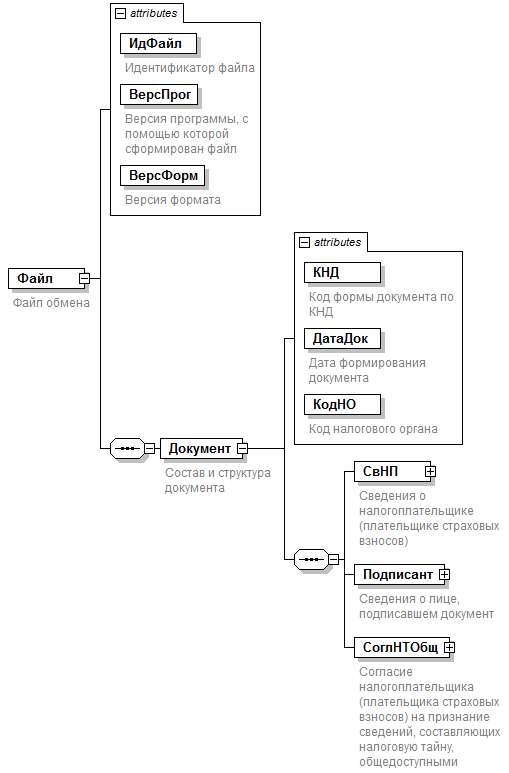 attributes
ИдФайл
Идентификатор файла
ВерсПрог
Версия программы, с
помощью которой
сформирован файл
ВерсФорм
Версия формата
Файл
Файл обмена
Документ
Состав и структура
документа
attributes
КНД
Код формы документа по
КНД
ДатаДок
Дата формирования
документа
КодНО
Код налогового органа
СвНП
Сведения о
налогоплательщике
(плательщике страховых
взносов)
Подписант
Сведения о лице,
подписавшем документ
СоглНТОбщ
Согласие
налогоплательщика
(плательщика страховых
взносов) на признание
сведений, составляющих
налоговую тайну,
общедоступными